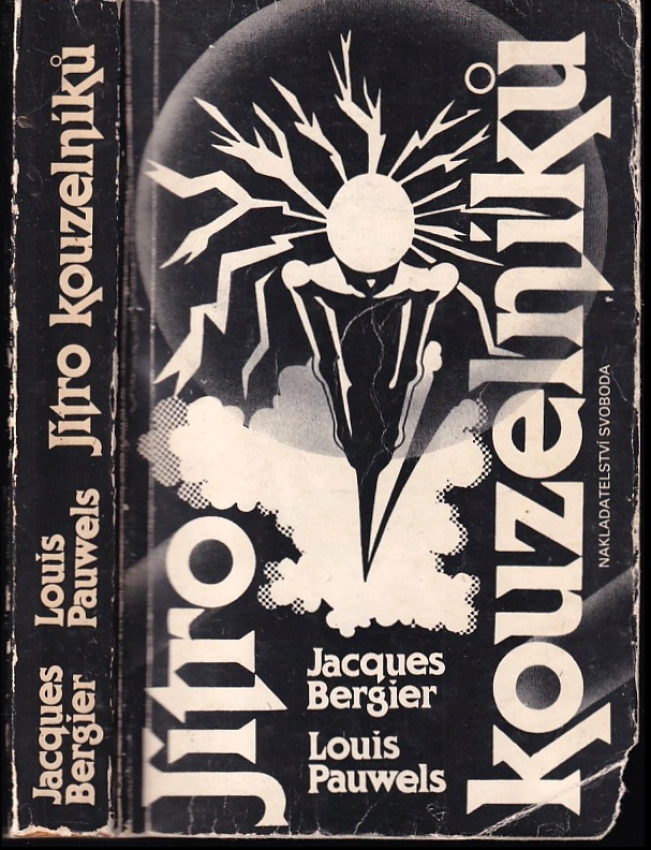 Jacques
Bergier
Louis
Pauwels
Jitro kouzelníků
Jitro
kouzelníků
NAKLADATELSTVÍ SVOBODA
Jacques
Bergier
Louis
Pauwels